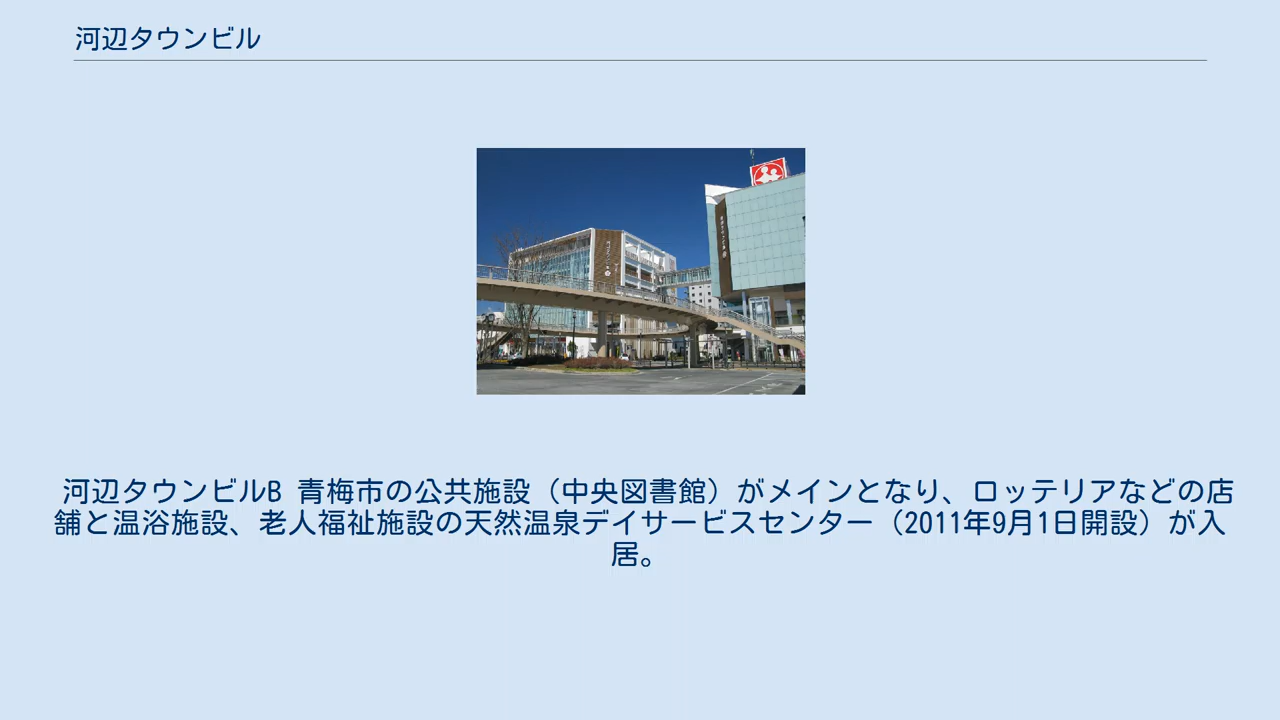 河辺タウンビル
河辺タウンビルB 青梅市の公共施設（中央図書館）がメインとなり、ロッテリアなどの店
舗と温浴施設、老人福祉施設の天然温泉デイサービスセンター（2011年9月1日開設）が入
居。